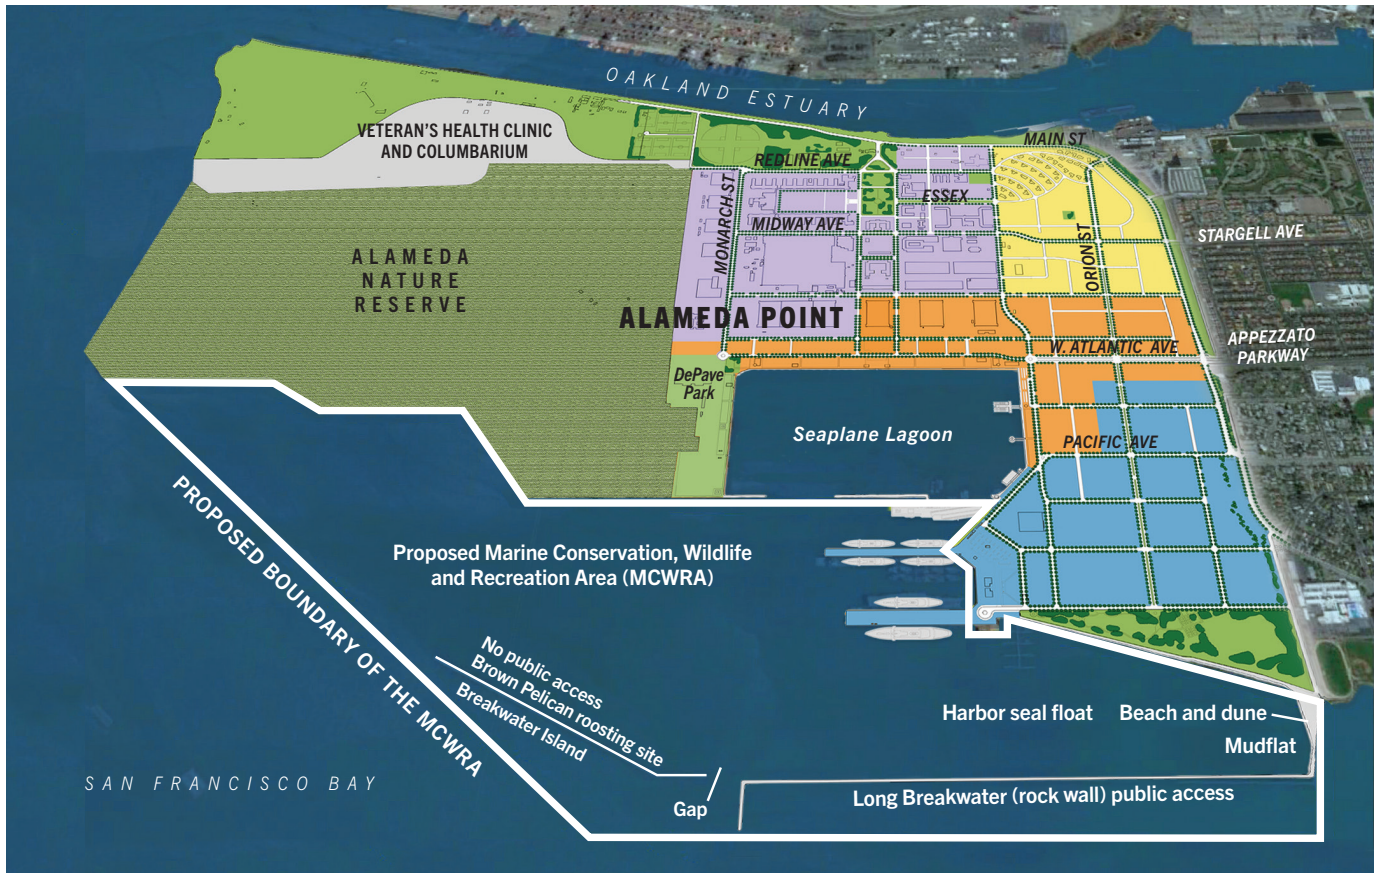 OAKLAND ESTUARY
VETERAN'S HEALTH CLINIC
AND COLUMBARIUM
MAIN ST
REDLINE AVE
ESSEX
MONARCH ST
MIDWAY AVE
ORION ST
STARGELL AVE
ALAMEDA
NATURE
RESERVE
ALAMEDA POINT
W. ATLANTIC AVE
APPEZZATO
PARKWAY
DePave
Park
Seaplane Lagoon
PACIFIC AVE
PROPOSED BOUNDARY OF THE MCWRA
Proposed Marine Conservation, Wildlife
and Recreation Area (MCWRA)
No public access
Brown Pelican roosting site
Breakwater Island
Harbor seal float
Beach and dune
Mudflat
SAN FRANCISCO BAY
Gap
Long Breakwater (rock wall) public access